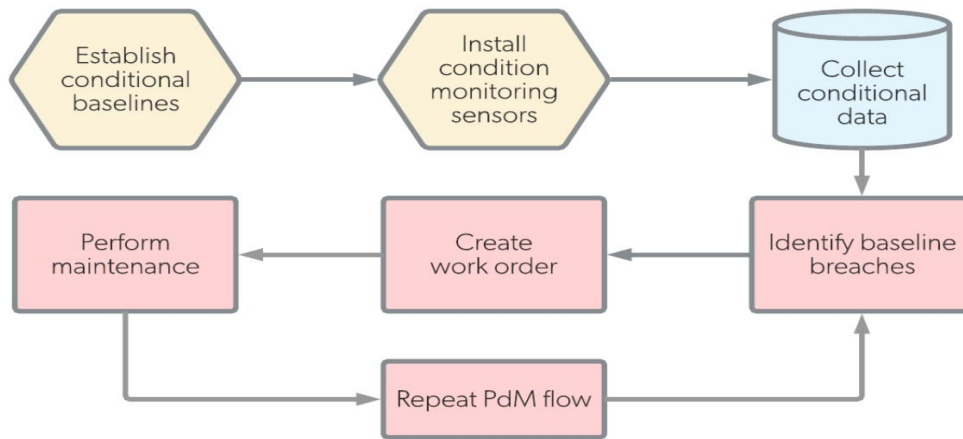 Establish
conditional
baselines
Install
condition
monitoring
sensors
Collect
conditional
data
Perform
maintenance
Create
work order
Identify baseline
breaches
Repeat PdM flow